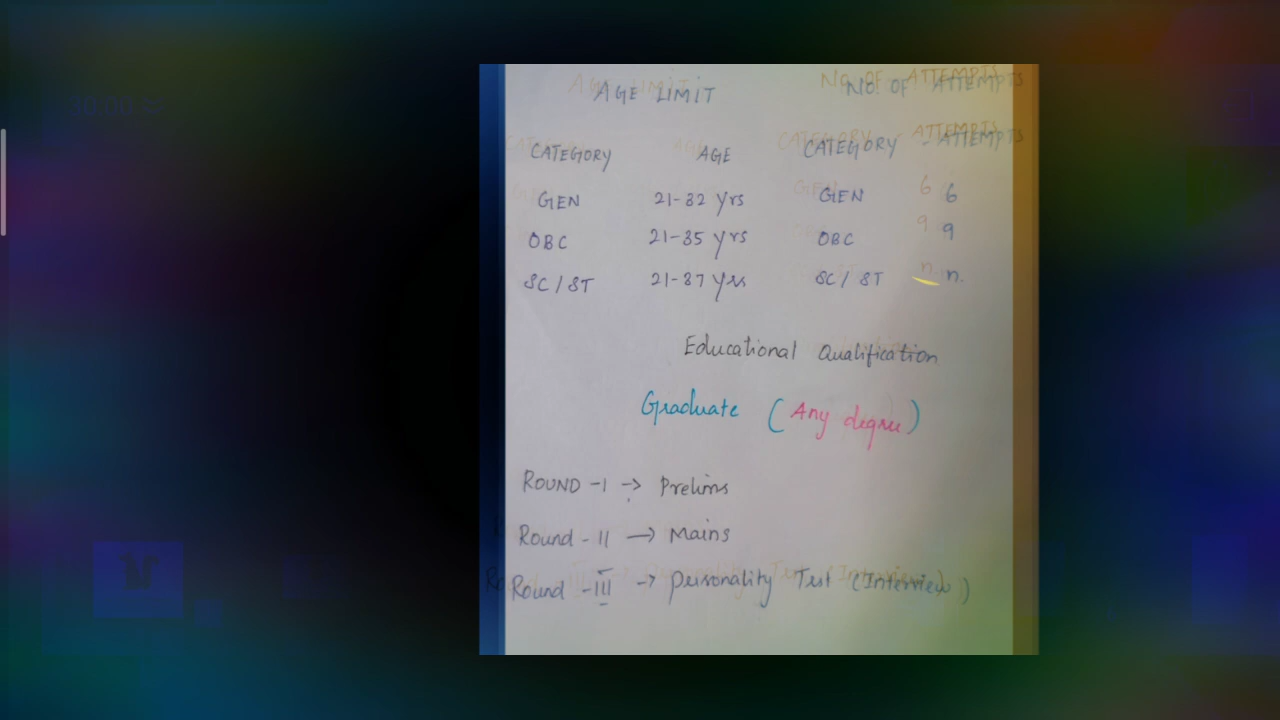 AGE LIMIT NO. OF ATTEMPTS
CATEGORY AGE CATEGORY - ATTEMPTS
GEN 21-32 yrs GEN 6
OBC 21-35 yrs OBC 9
SC/ST 21-37 yrs SC/ST n.
Educational Qualification
Graduate (Any degree)
ROUND -I -> Prelims
Round - II -> Mains
Round -III -> Personality Test (Interview)